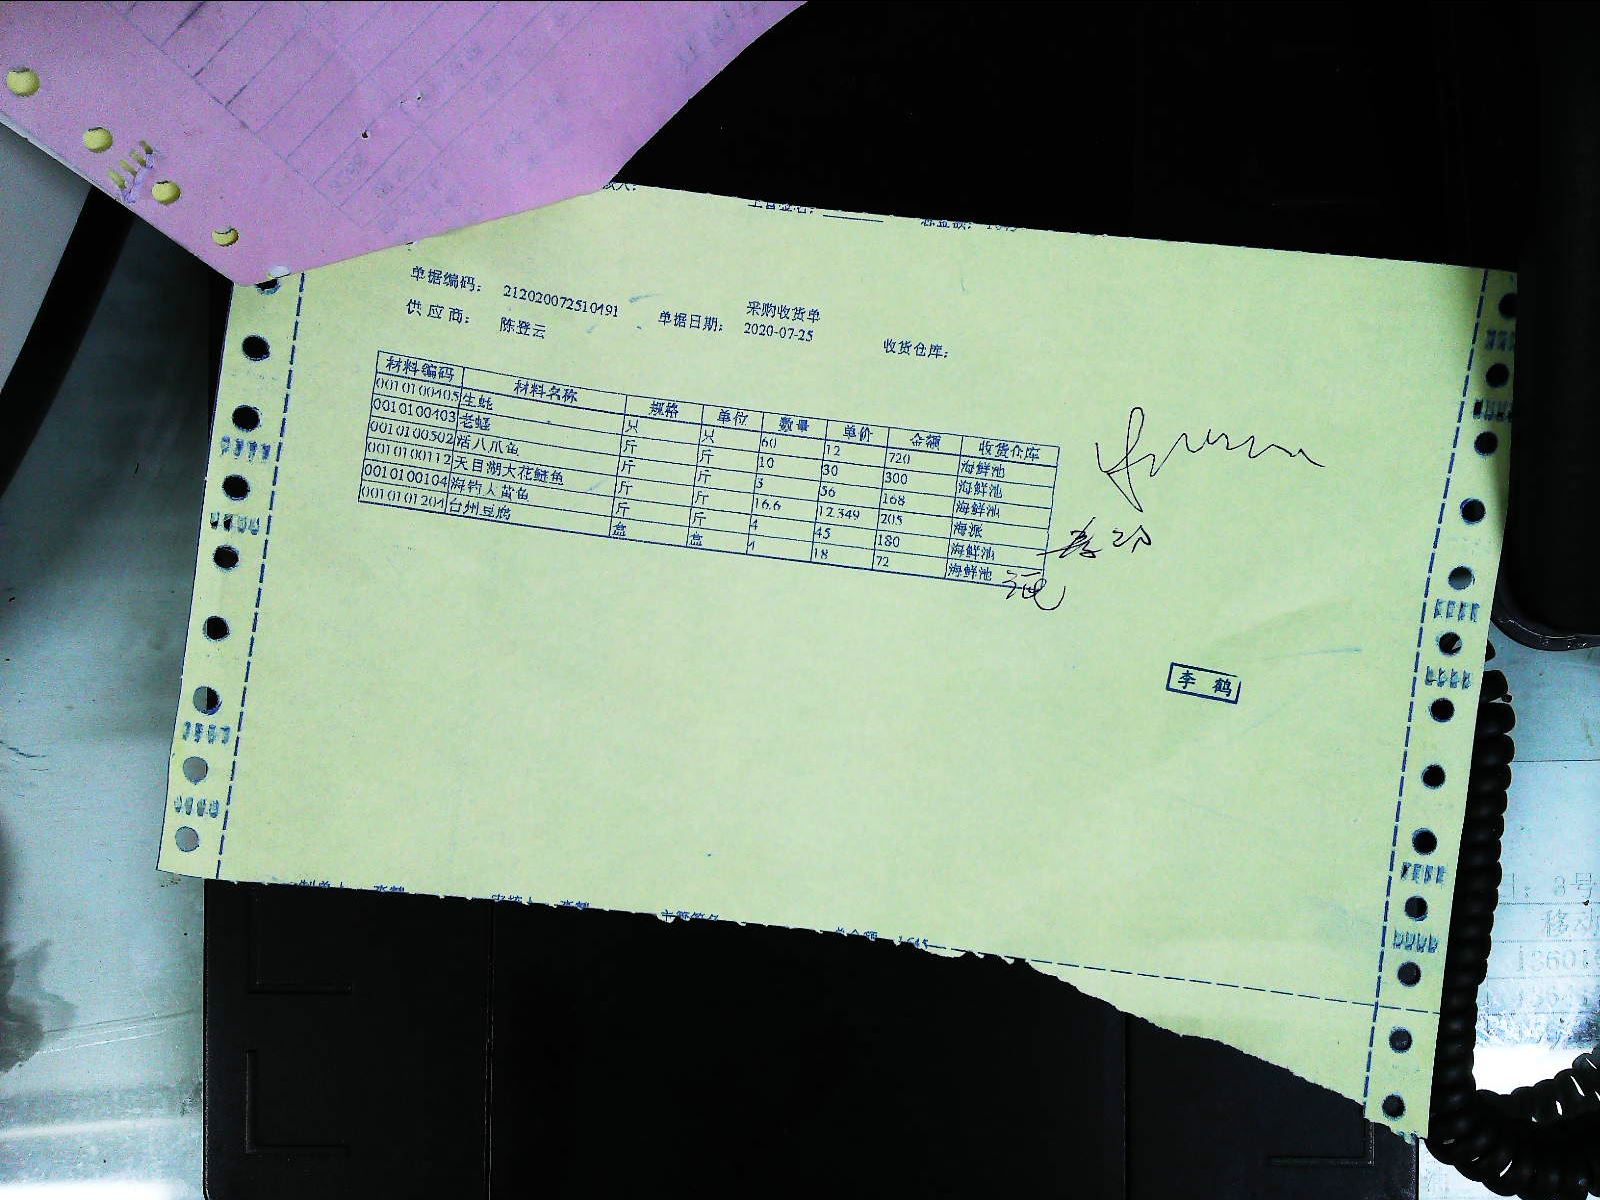 采购收货单
单据编码： 212020072510491 单据日期： 2020-07-25 收货仓库：
供 应 商： 陈登云
材料编码 材料名称 规格 单位 数量 单价 金额 收货仓库
0010100405 生蚝 只 只 60 12 720 海鲜池
0010100403 老蛏 斤 斤 10 30 300 海鲜池
0010100502 活八爪鱼 斤 斤 3 56 168 海鲜池
0010100112 天目湖大花鲢鱼 斤 斤 16.6 12.349 205 海派
0010100104 海钓人黄鱼 斤 斤 4 45 180 海鲜池
0010101204 台州豆腐 盒 盒 4 18 72 海鲜池
李 鹤
总金额 1645
移动